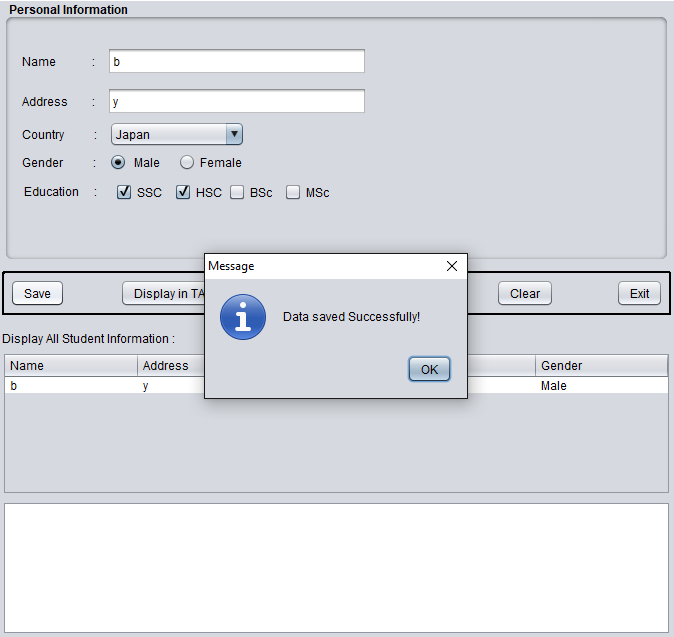 Personal Information
Name : b
Address : y
Country : Japan
Gender : Male Female
Education : SSC HSC BSc MSc
Message
Save Display in TA Clear Exit
Data saved Successfully!
Display All Student Information :
OK
Name Address Gender
b y Male